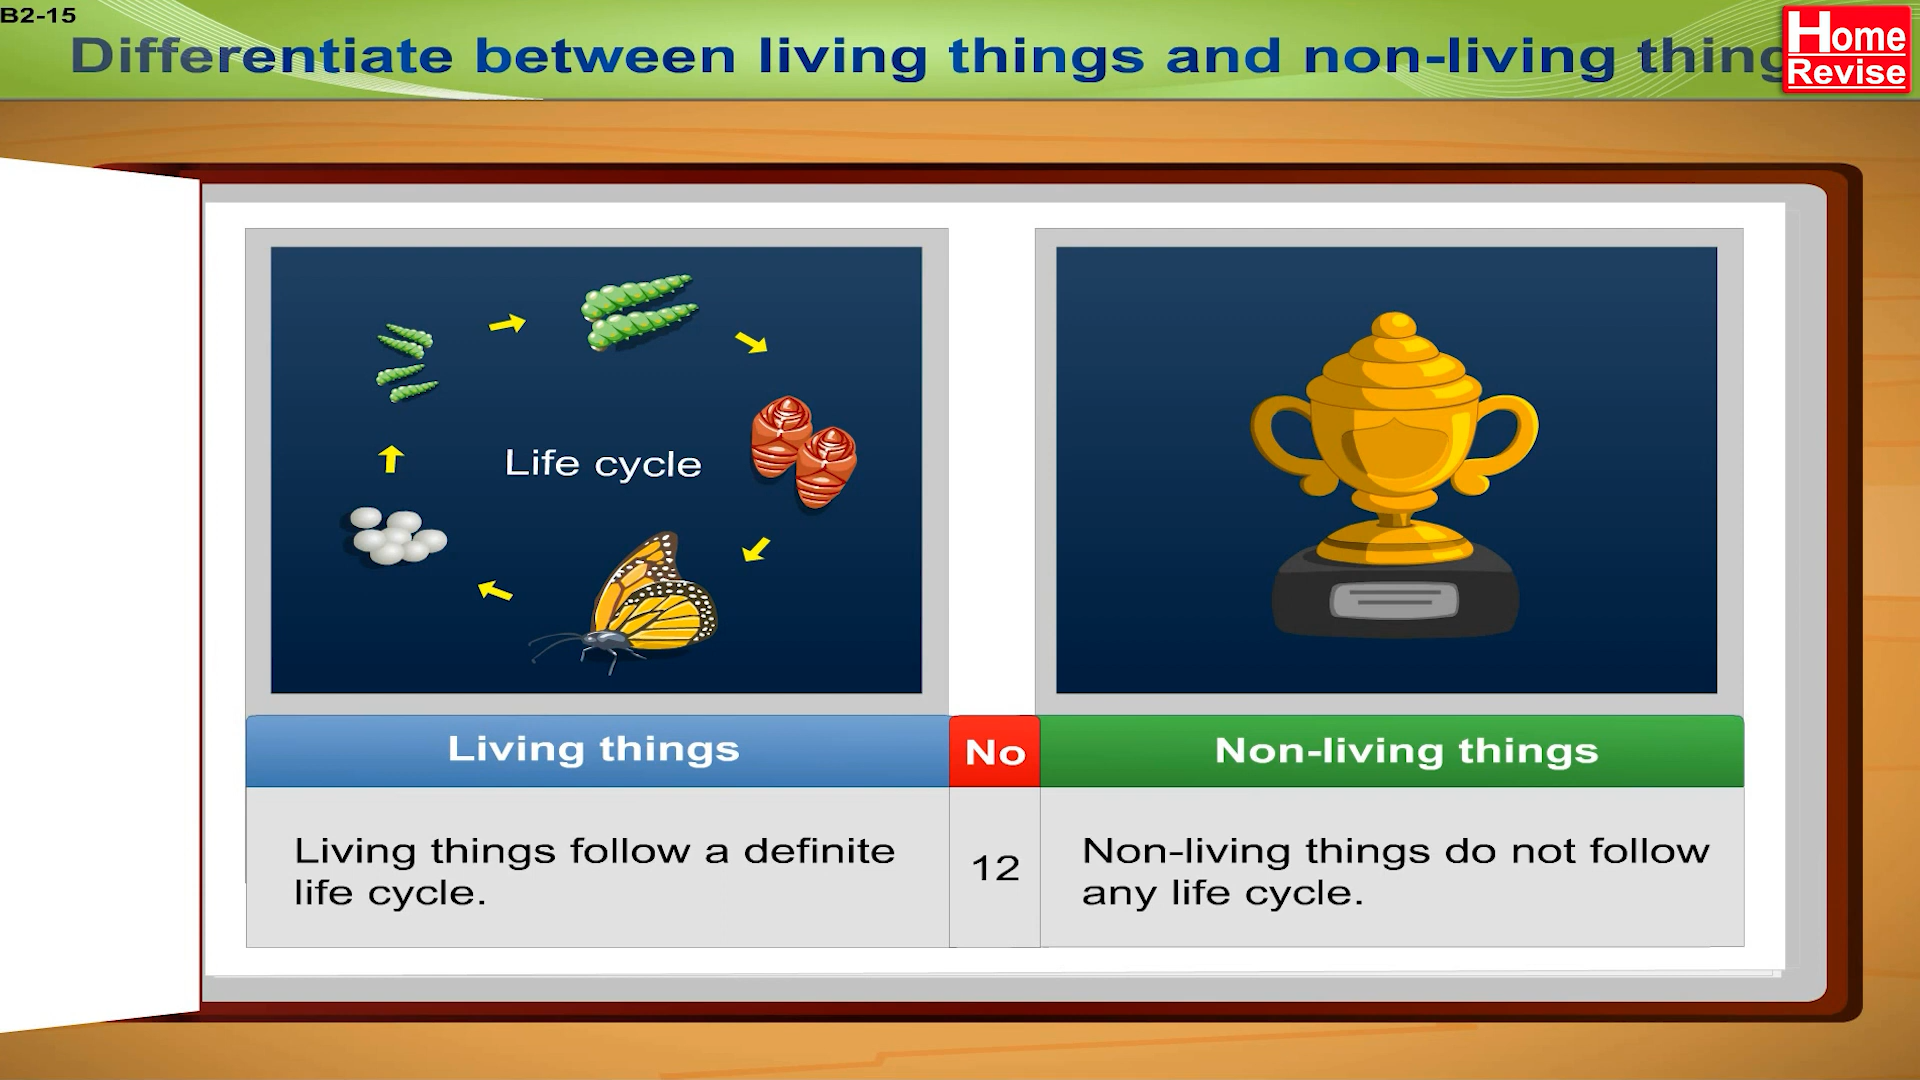 B2-15
Differentiate between living things and non-living thing
Home
Revise
Life cycle
Living things
No
Non-living things
Living things follow a definite
life cycle.
12
Non-living things do not follow
any life cycle.